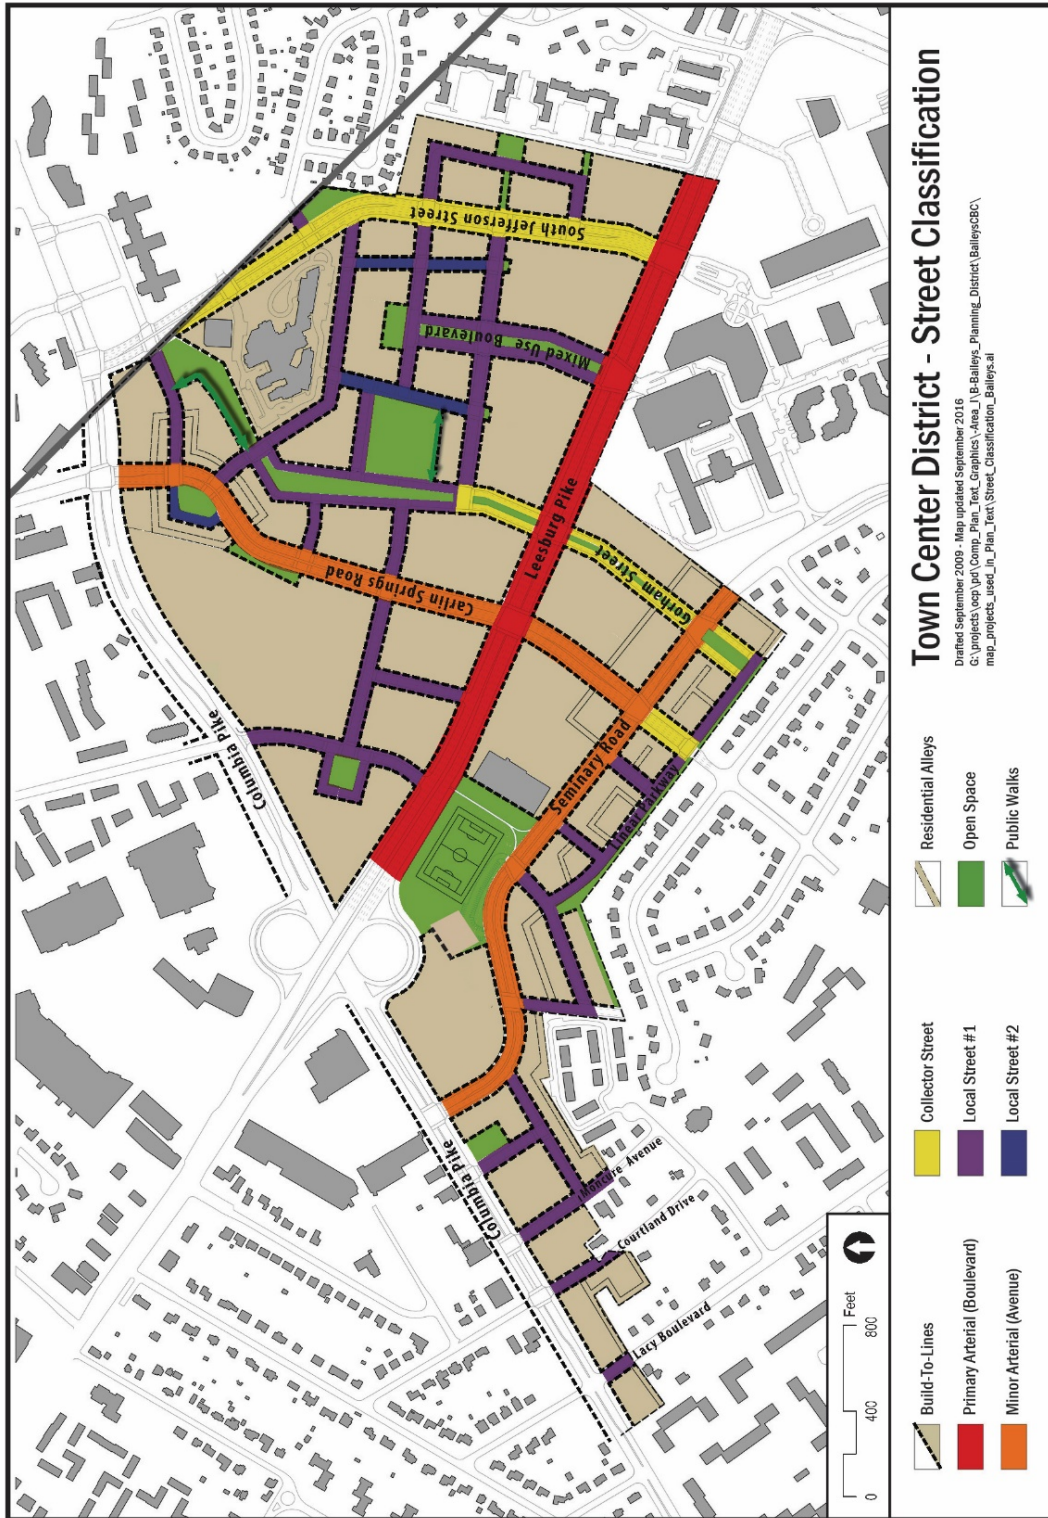 Town Center District - Street Classification
Drafted September 2009 - Map updated September 2016
G:\projects\ocp\pd\Comp_Plan_Text_Graphics\-Area_I\B-Baileys_Planning_District\BaileysCBC\
map_projects_used_in_Plan_Text\Street_Classification_Baileys.ai
Columbia Pike
Columbia Pike
Lacy Boulevard
Courtland Drive
Moncure Avenue
Seminary Road
Linear Parkway
Leesburg Pike
Carlin Springs Road
Gorham Street
Mixed Use Boulevard
South Jefferson Street
0 400 800
Feet
Build-To-Lines
Primary Arterial (Boulevard)
Minor Arterial (Avenue)
Collector Street
Local Street #1
Local Street #2
Residential Alleys
Open Space
Public Walks